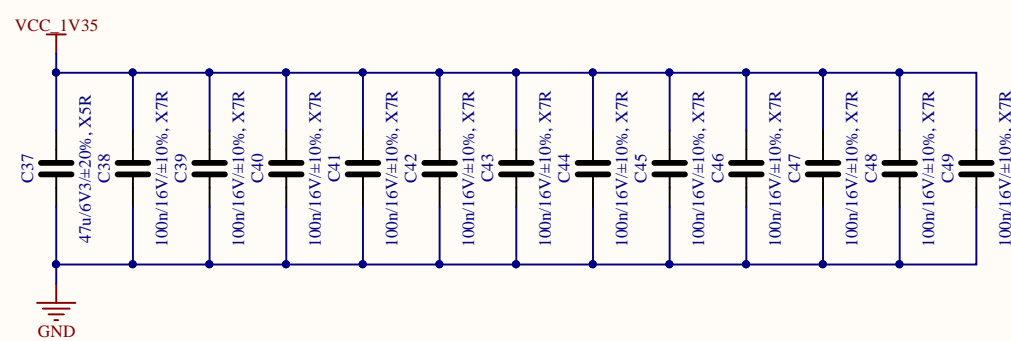 VCC_1V35
C37
47u/6V3/±20%, X5R
C38
100n/16V/±10%, X7R
C39
100n/16V/±10%, X7R
C40
100n/16V/±10%, X7R
C41
100n/16V/±10%, X7R
C42
100n/16V/±10%, X7R
C43
100n/16V/±10%, X7R
C44
100n/16V/±10%, X7R
C45
100n/16V/±10%, X7R
C46
100n/16V/±10%, X7R
C47
100n/16V/±10%, X7R
C48
100n/16V/±10%, X7R
C49
100n/16V/±10%, X7R
GND